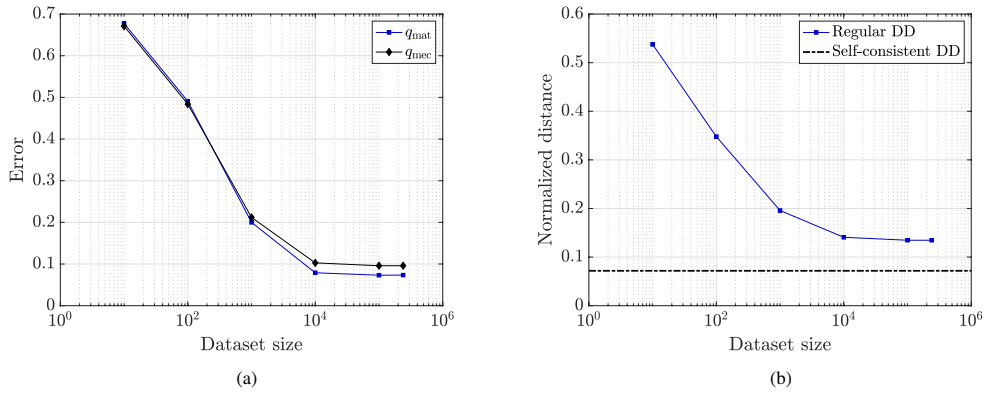 0.7
0.6
0.5
0.4
0.3
0.2
0.1
0
Error
10^0
10^2
10^4
10^6
Dataset size
q_mat
q_mec
(a)
0.6
0.5
0.4
0.3
0.2
0.1
0
Normalized distance
10^0
10^2
10^4
10^6
Dataset size
Regular DD
Self-consistent DD
(b)